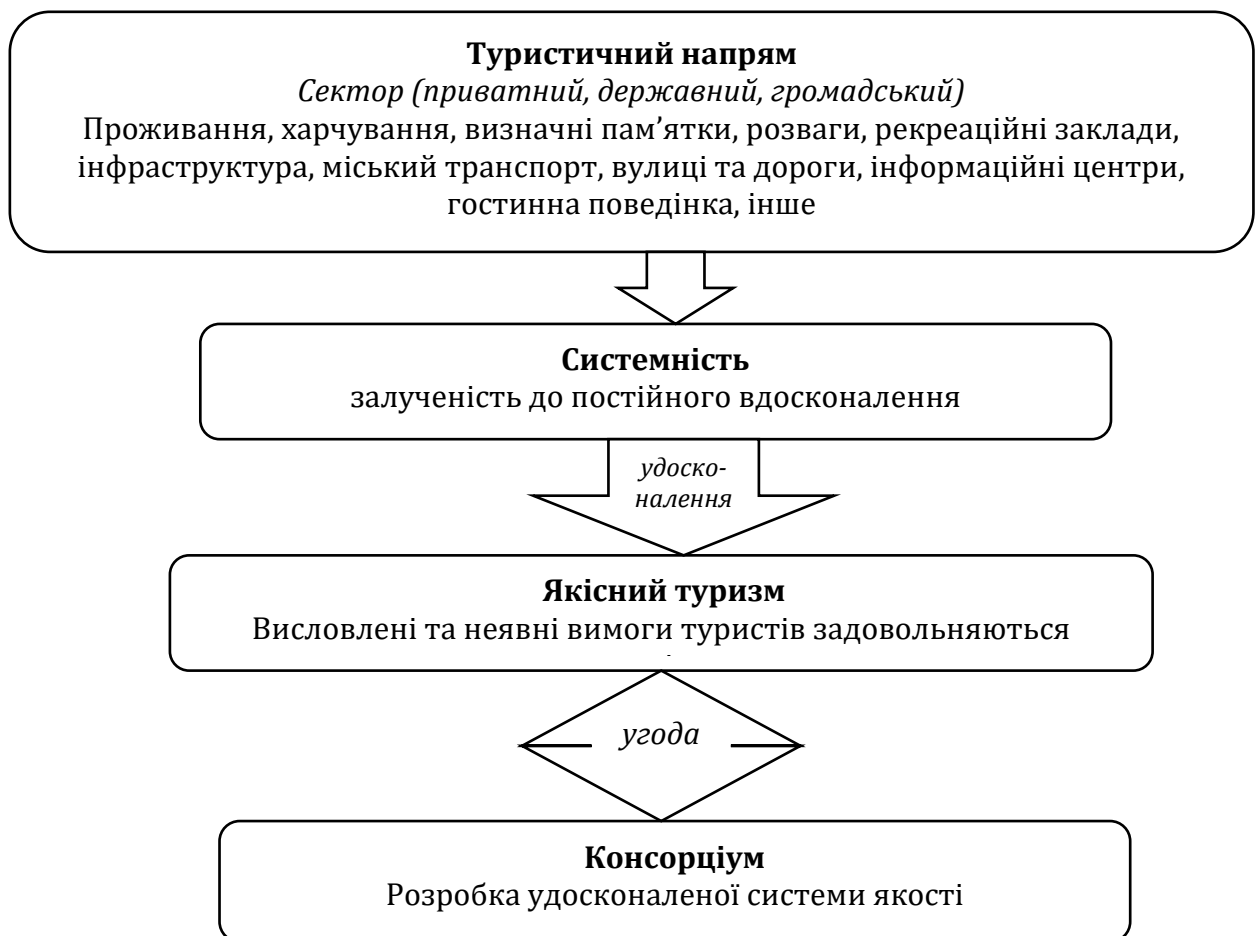 Туристичний напрям
Сектор (приватний, державний, громадський)
Проживання, харчування, визначні пам’ятки, розваги, рекреаційні заклади,
інфраструктура, міський транспорт, вулиці та дороги, інформаційні центри,
гостинна поведінка, інше
Системність
залученість до постійного вдосконалення
удоско-
налення
Якісний туризм
Висловлені та неявні вимоги туристів задовольняються
угода
Консорціум
Розробка удосконаленої системи якості